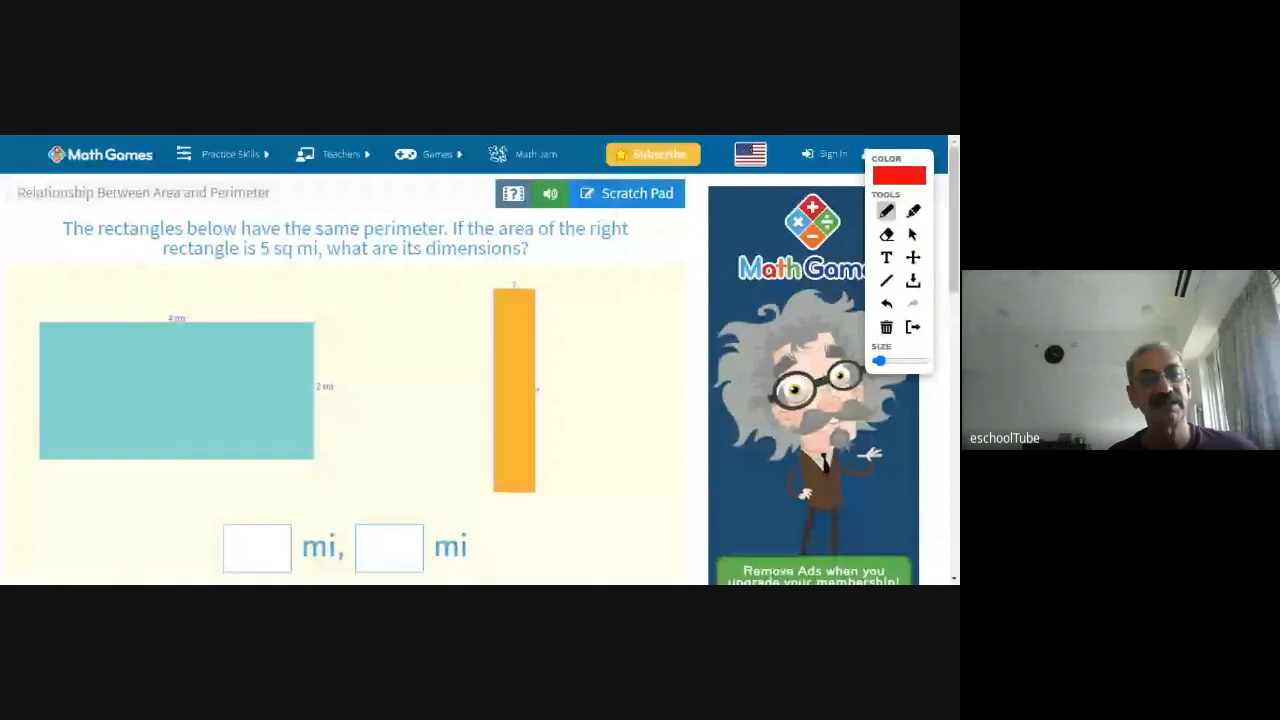 Math Games
Practice Skills
Teachers
Games
Math Jam
Subscribe
Sign In
Relationship Between Area and Perimeter
Scratch Pad
The rectangles below have the same perimeter. If the area of the right
rectangle is 5 sq mi, what are its dimensions?
4 mi
2 mi
?
?
mi, mi
Math Game
Remove Ads when you
upgrade your membership!
COLOR
TOOLS
T
SIZE
eschoolTube